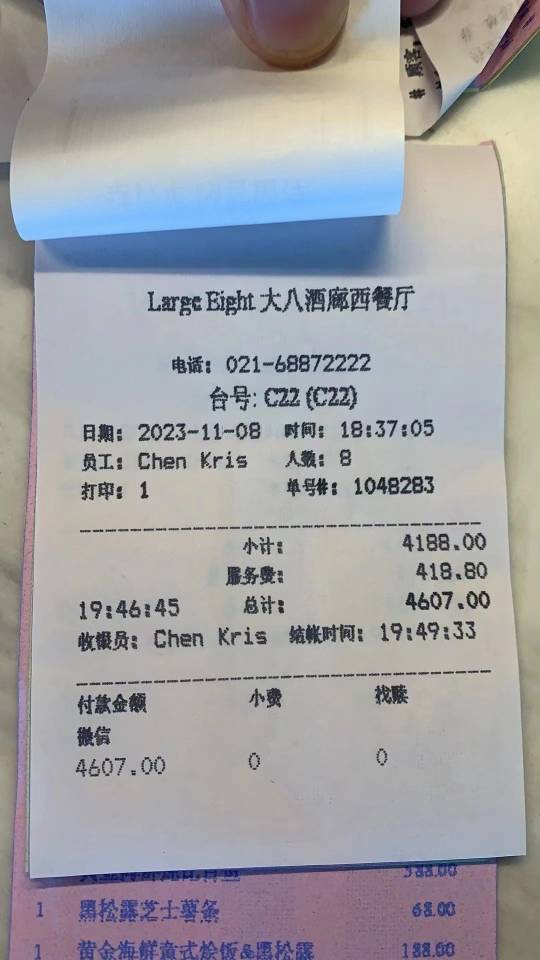 顾客
#
Large Eight 大八酒廊西餐厅
电话: 021-68872222
台号: C22 (C22)
日期: 2023-11-08 时间: 18:37:05
员工: Chen Kris 人数: 8
打印: 1 单号#: 1048283
小计: 4188.00
服务费: 418.80
19:46:45 总计: 4607.00
收银员: Chen Kris 结帐时间: 19:49:33
付款金额 小费 找赎
微信
4607.00 0 0
388.00
1 黑松露芝士薯条 68.00
1 黄金海鲜意式烩饭&黑松露 188.00